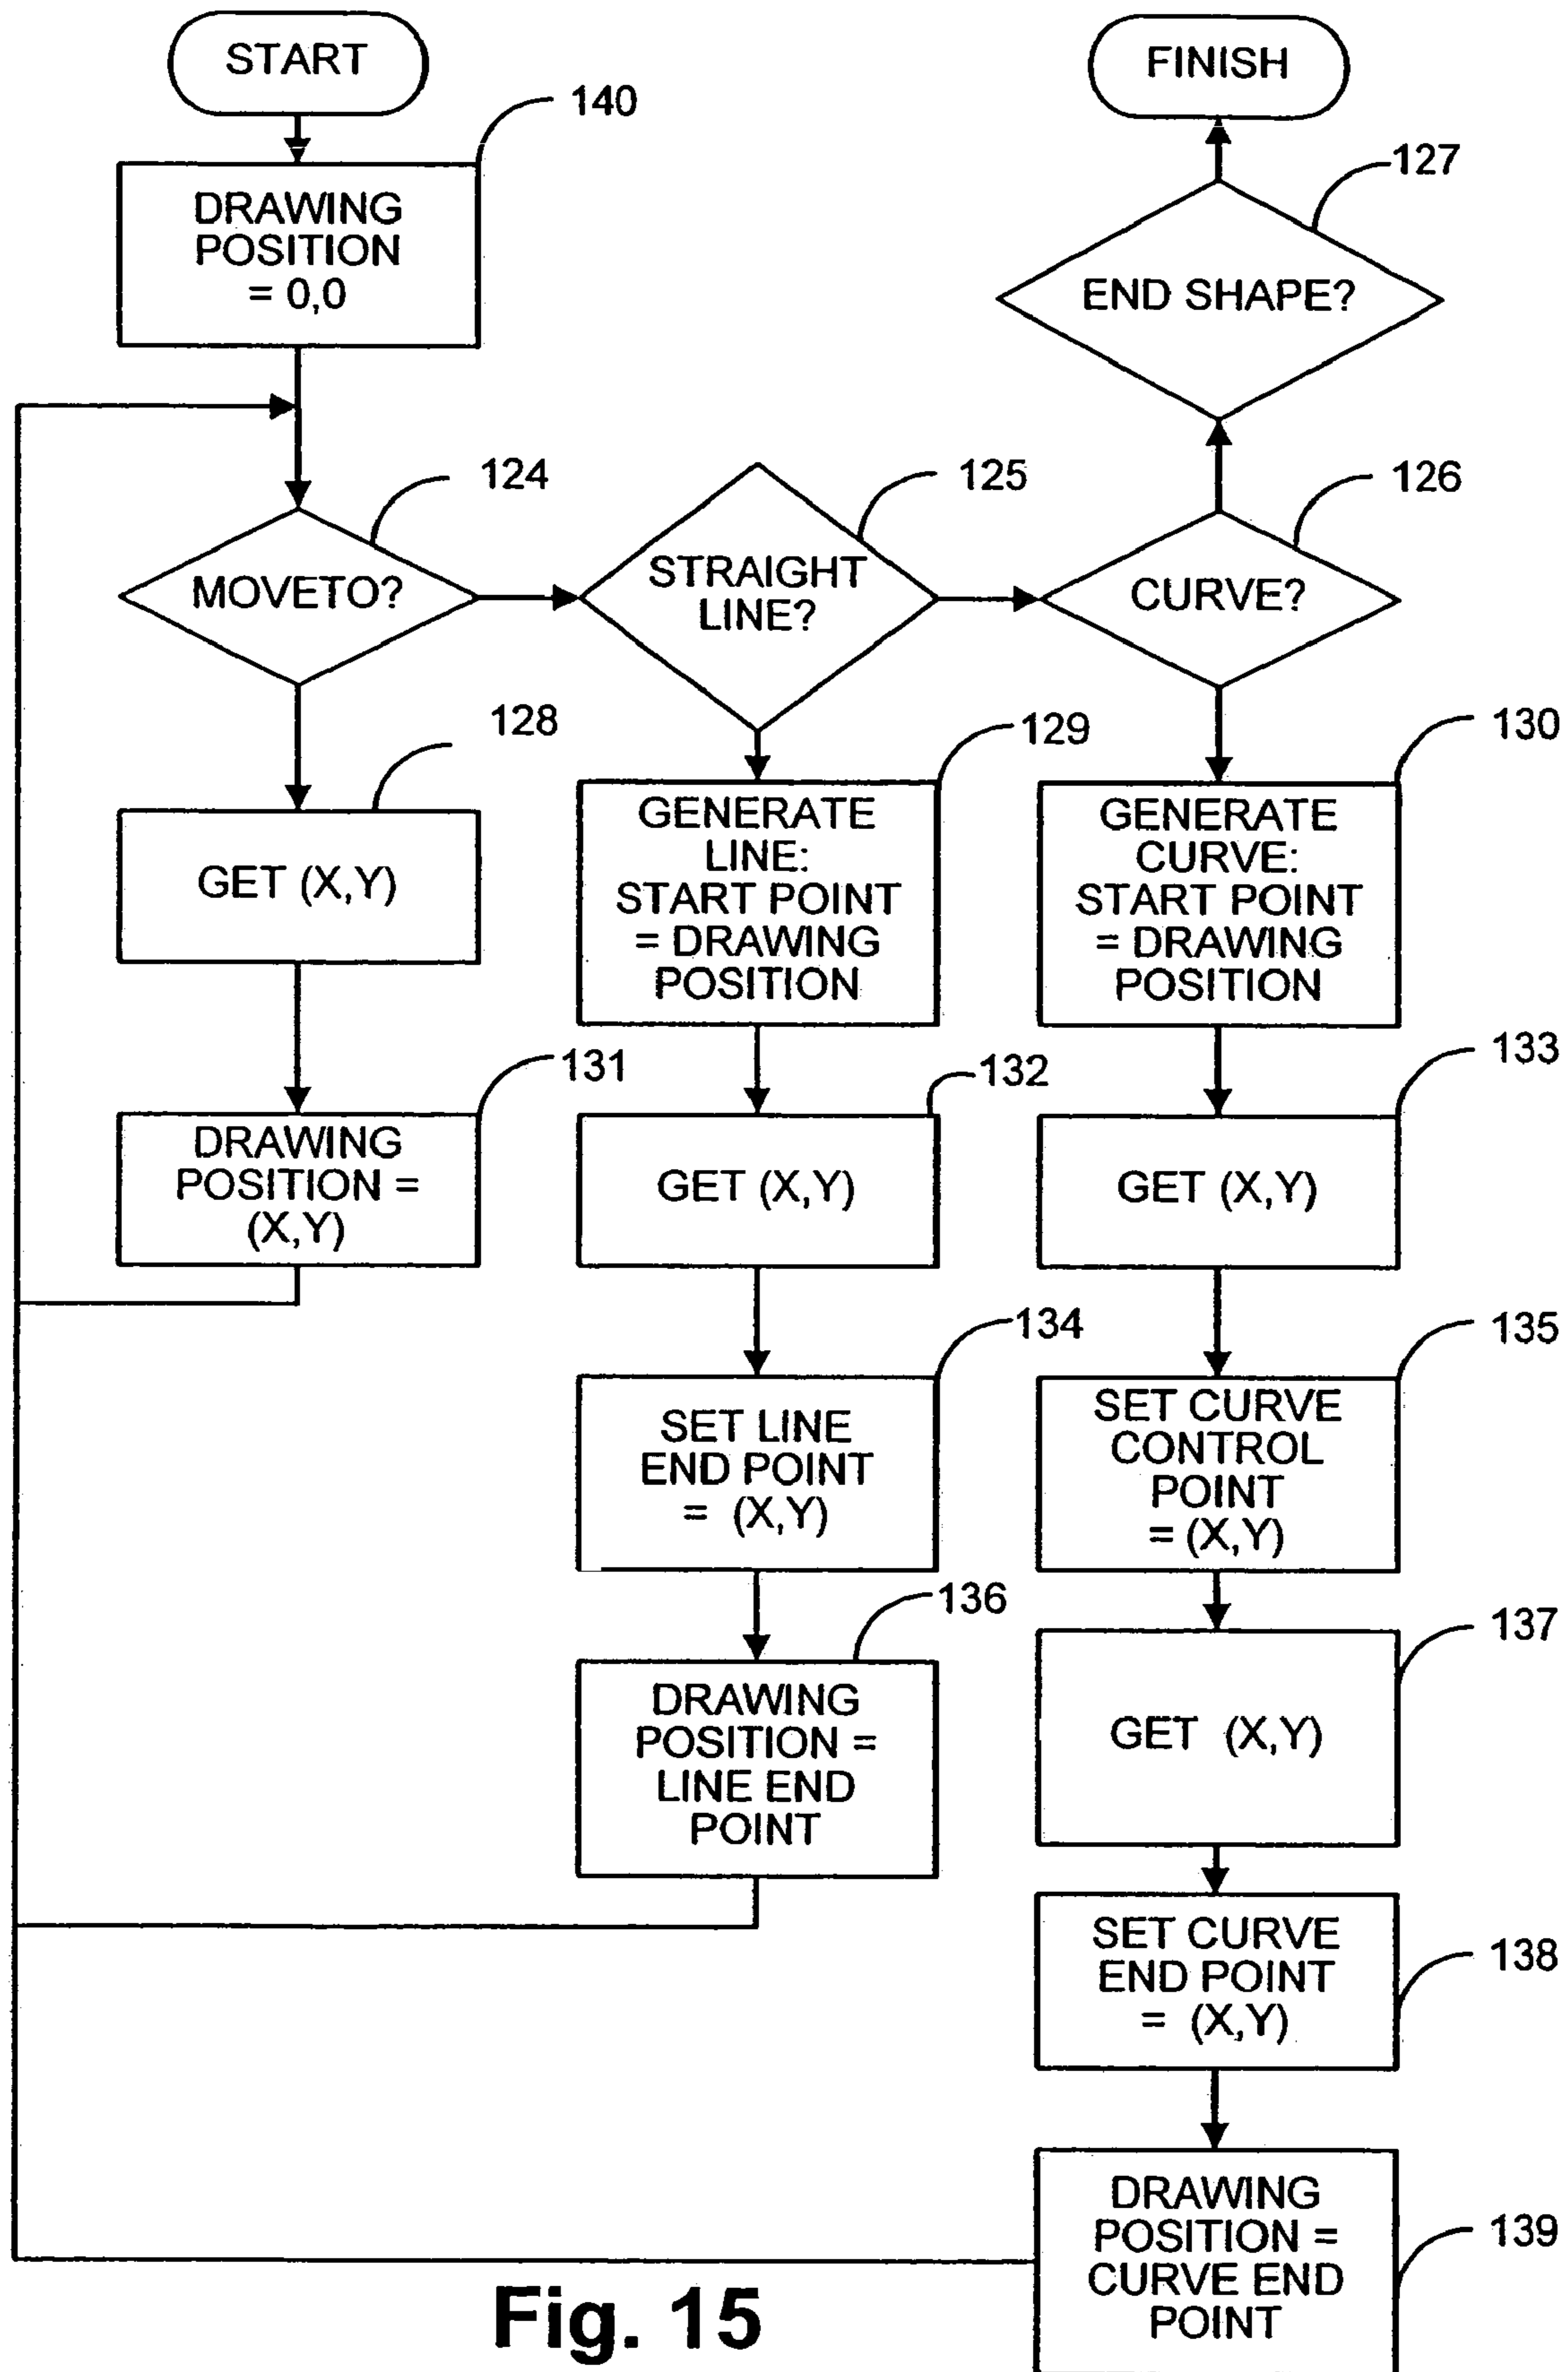 START
140
DRAWING
POSITION
= 0,0
FINISH
127
END SHAPE?
124
MOVETO?
125
STRAIGHT
LINE?
126
CURVE?
128
GET (X,Y)
131
DRAWING
POSITION =
(X,Y)
129
GENERATE
LINE:
START POINT
= DRAWING
POSITION
132
GET (X,Y)
134
SET LINE
END POINT
= (X,Y)
136
DRAWING
POSITION =
LINE END
POINT
130
GENERATE
CURVE:
START POINT
= DRAWING
POSITION
133
GET (X,Y)
135
SET CURVE
CONTROL
POINT
= (X,Y)
137
GET (X,Y)
138
SET CURVE
END POINT
= (X,Y)
139
DRAWING
POSITION =
CURVE END
POINT
Fig. 15